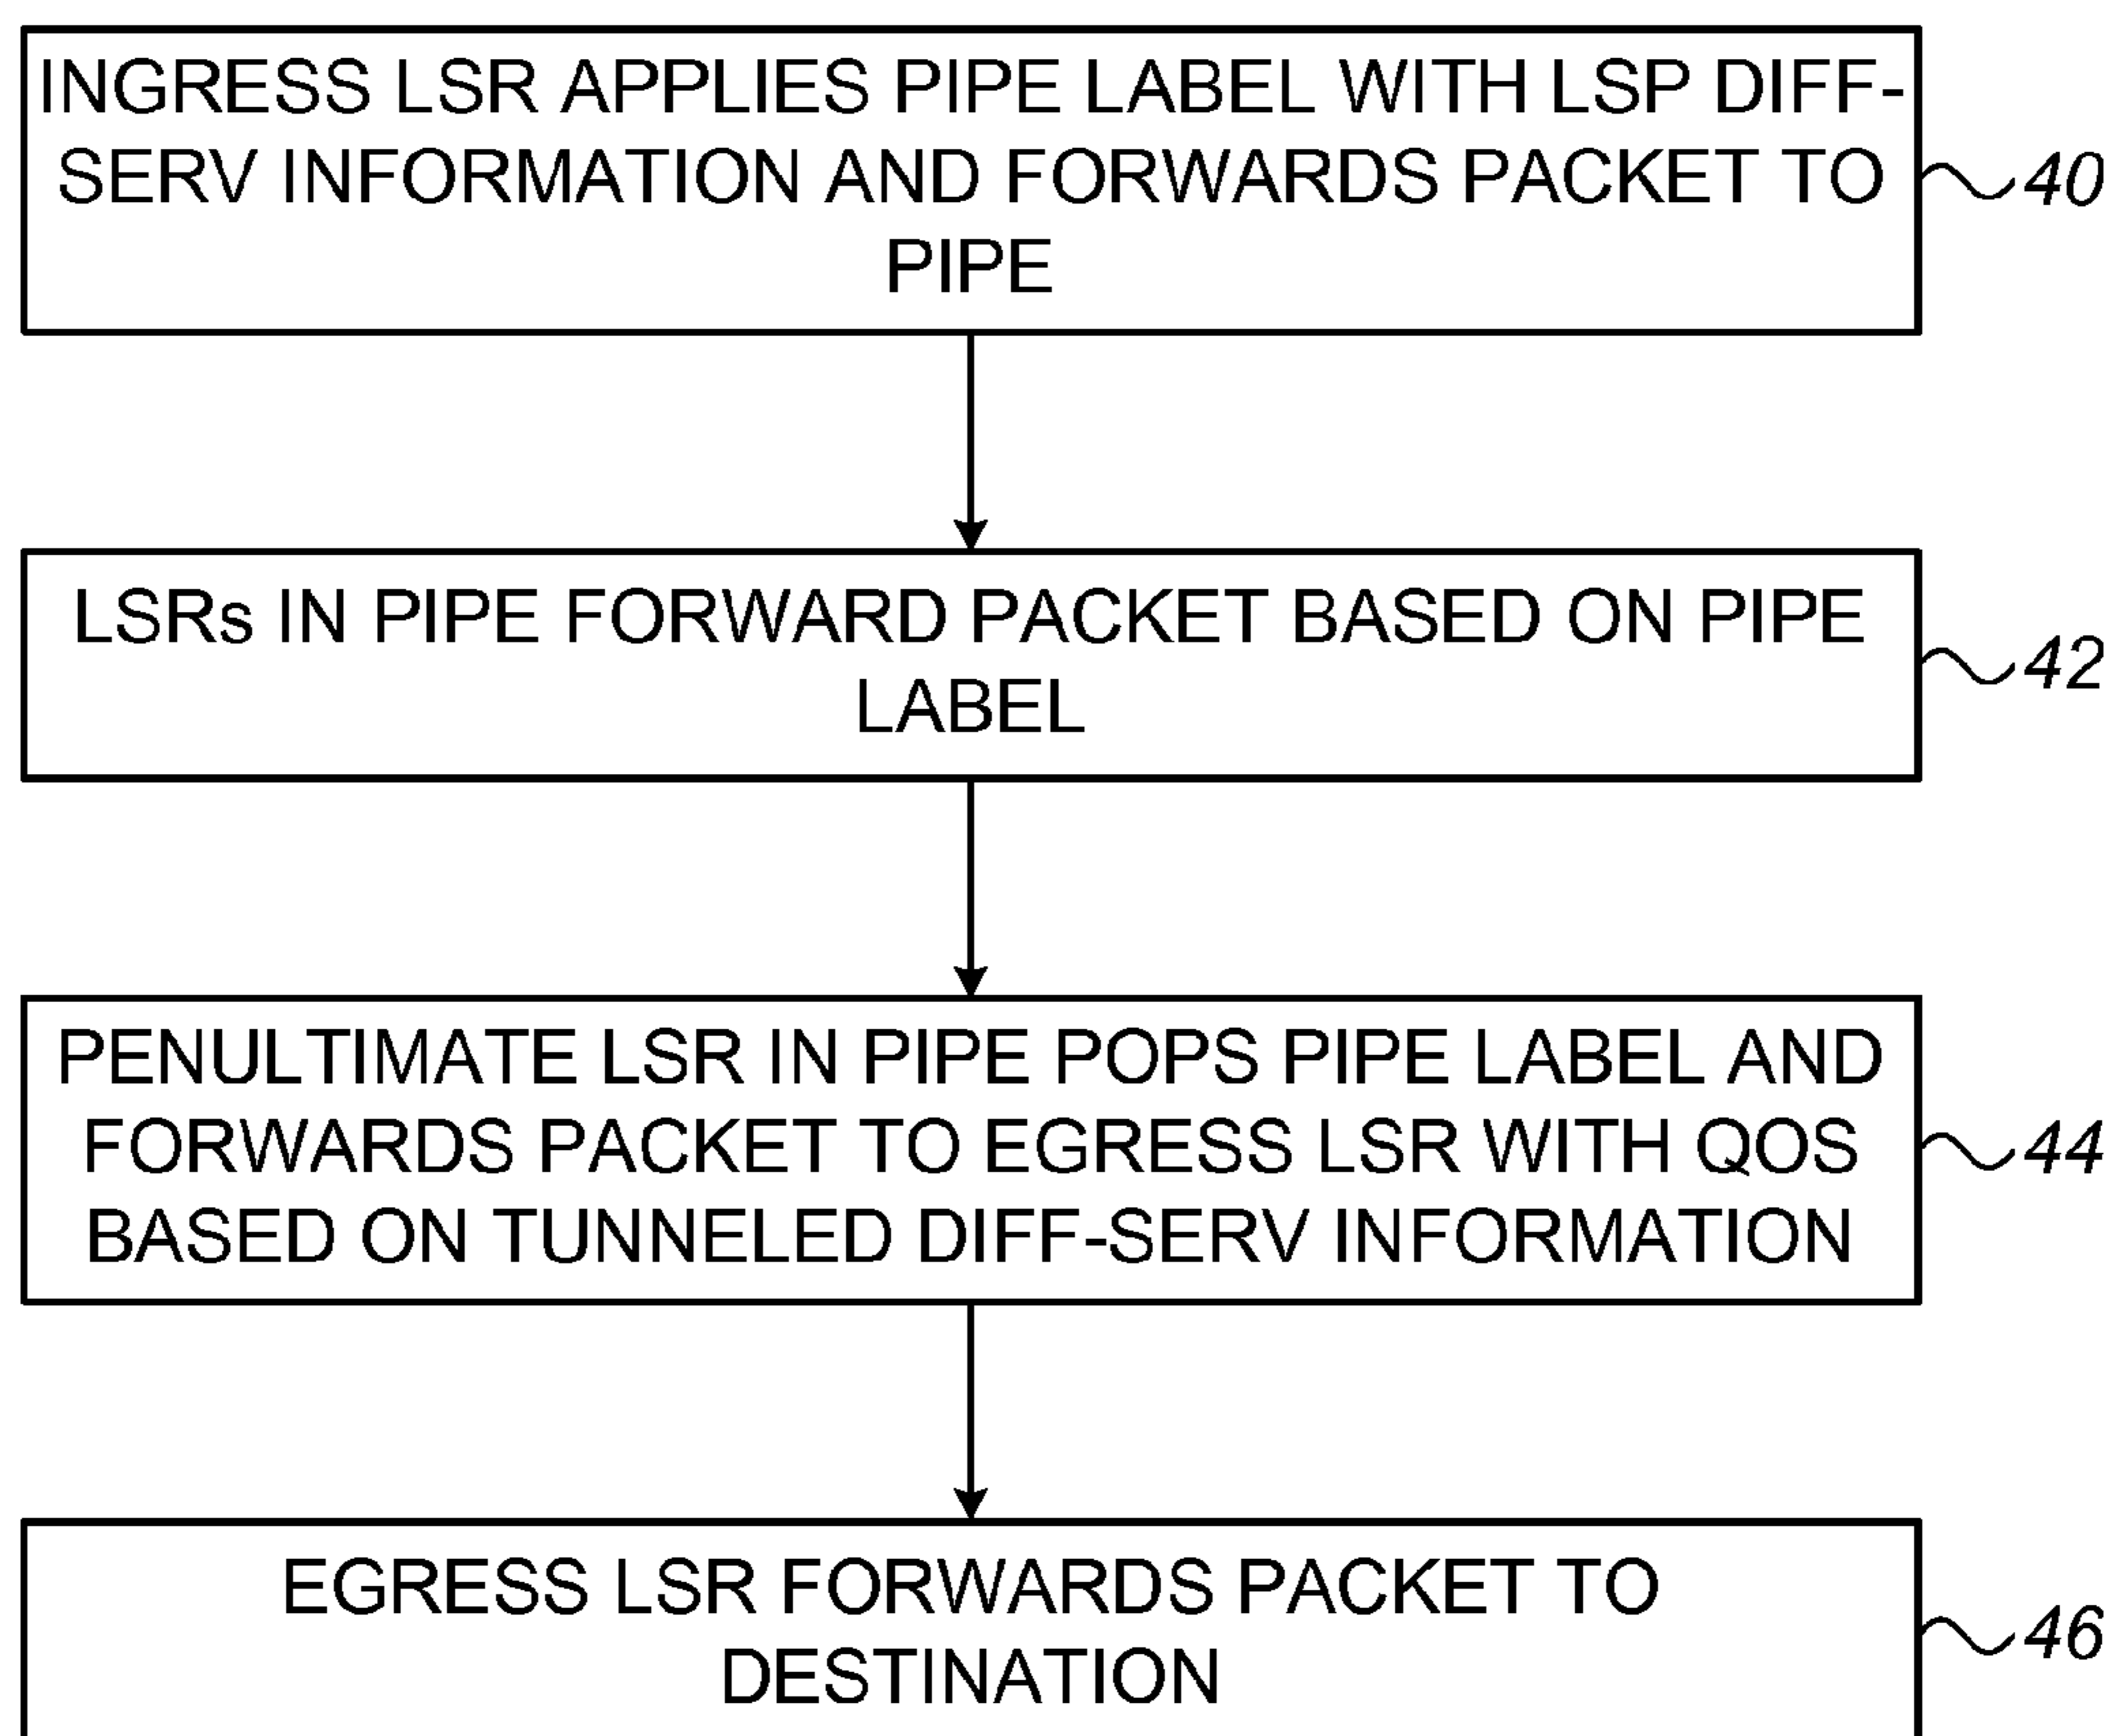 INGRESS LSR APPLIES PIPE LABEL WITH LSP DIFF-
SERV INFORMATION AND FORWARDS PACKET TO
PIPE
40
LSRs IN PIPE FORWARD PACKET BASED ON PIPE
LABEL
42
PENULTIMATE LSR IN PIPE POPS PIPE LABEL AND
FORWARDS PACKET TO EGRESS LSR WITH QOS
BASED ON TUNNELED DIFF-SERV INFORMATION
44
EGRESS LSR FORWARDS PACKET TO
DESTINATION
46